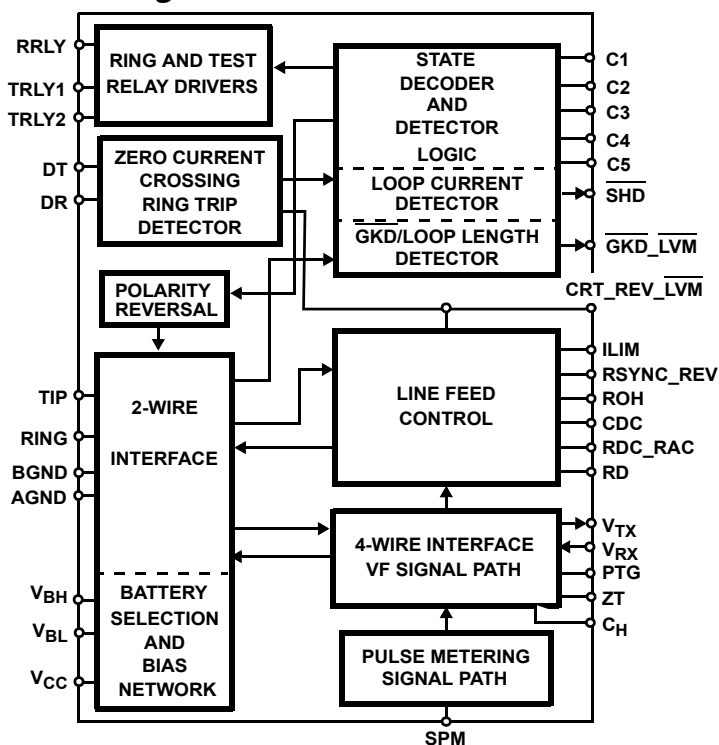 RRLY
TRLY1
TRLY2
DT
DR
RING AND TEST
RELAY DRIVERS
ZERO CURRENT
CROSSING
RING TRIP
DETECTOR
POLARITY
REVERSAL
STATE
DECODER
AND
DETECTOR
LOGIC
LOOP CURRENT
DETECTOR
GKD/LOOP LENGTH
DETECTOR
C1
C2
C3
C4
C5
SHD
GKD_LVM
CRT_REV_LVM
TIP
RING
BGND
AGND
VBH
VBL
VCC
2-WIRE
INTERFACE
BATTERY
SELECTION
AND
BIAS
NETWORK
LINE FEED
CONTROL
ILIM
RSYNC_REV
ROH
CDC
RDC_RAC
RD
4-WIRE INTERFACE
VF SIGNAL PATH
VTX
VRX
PTG
ZT
CH
PULSE METERING
SIGNAL PATH
SPM